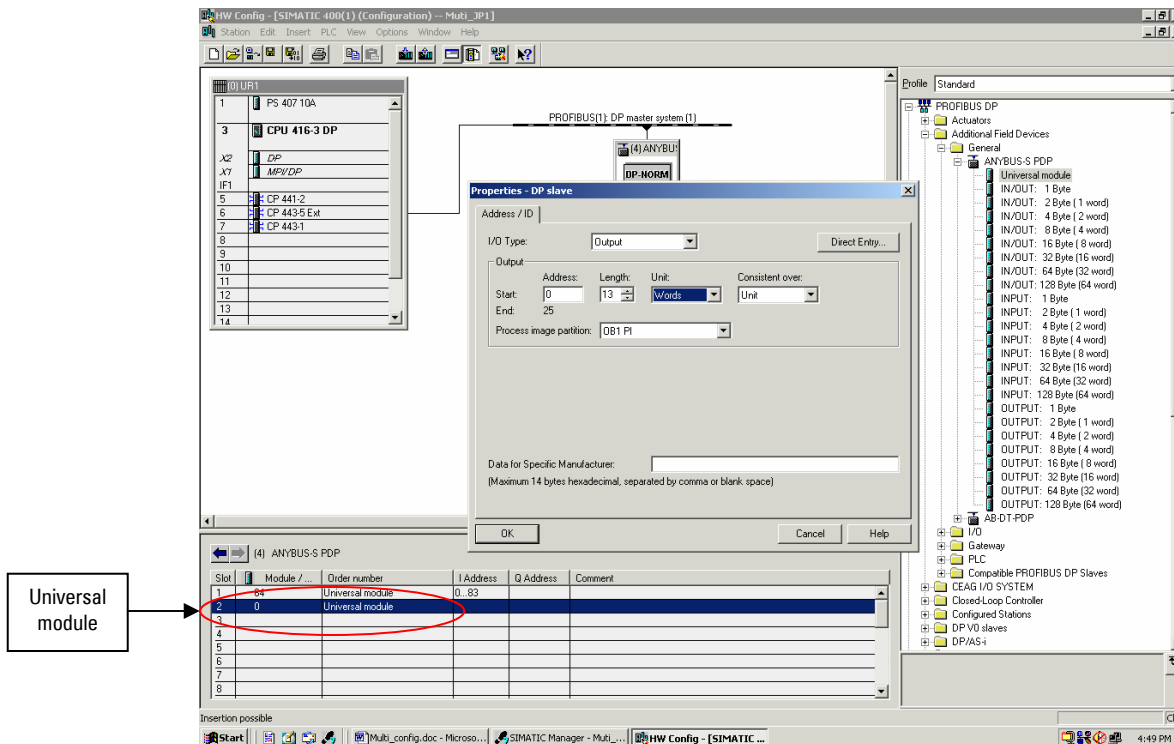 HW Config - [SIMATIC 400(1) (Configuration) -- Muti_JP1]
Station Edit Insert PLC View Options Window Help
(0) UR1
1 PS 407 10A
3 CPU 416-3 DP
X2 DP
X1 MPI/DP
IF1
5 CP 441-2
6 CP 443-5 Ext
7 CP 443-1
8
9
10
11
12
13
14
PROFIBUS(1): DP master system (1)
(4) ANYBUS
DP-NORM
Properties - DP slave
Address / ID
I/O Type: Output Direct Entry...
Output
Address: Length: Unit: Consistent over:
Start: 0 13 Words Unit
End: 25
Process image partition: OB1 PI
Data for Specific Manufacturer:
(Maximum 14 bytes hexadecimal, separated by comma or blank space)
OK Cancel Help
Profile Standard
PROFIBUS DP
Actuators
Additional Field Devices
General
ANYBUS-S PDP
Universal module
IN/OUT: 1 Byte
IN/OUT: 2 Byte ( 1 word)
IN/OUT: 4 Byte ( 2 word)
IN/OUT: 8 Byte ( 4 word)
IN/OUT: 16 Byte ( 8 word)
IN/OUT: 32 Byte (16 word)
IN/OUT: 64 Byte (32 word)
IN/OUT: 128 Byte (64 word)
INPUT: 1 Byte
INPUT: 2 Byte ( 1 word)
INPUT: 4 Byte ( 2 word)
INPUT: 8 Byte ( 4 word)
INPUT: 16 Byte ( 8 word)
INPUT: 32 Byte (16 word)
INPUT: 64 Byte (32 word)
INPUT: 128 Byte (64 word)
OUTPUT: 1 Byte
OUTPUT: 2 Byte ( 1 word)
OUTPUT: 4 Byte ( 2 word)
OUTPUT: 8 Byte ( 4 word)
OUTPUT: 16 Byte ( 8 word)
OUTPUT: 32 Byte (16 word)
OUTPUT: 64 Byte (32 word)
OUTPUT: 128 Byte (64 word)
AB-DT-PDP
I/O
Gateway
PLC
Compatible PROFIBUS DP Slaves
CEAG I/O SYSTEM
Closed-Loop Controller
Configured Stations
DP V0 slaves
DP/AS-i
(4) ANYBUS-S PDP
Slot Module / ... Order number I Address Q Address Comment
1 64 Universal module 0...83
2 0 Universal module
3
4
5
6
7
8
Universal
module
Insertion possible
Start Multi_config.doc - Microso... SIMATIC Manager - Muti_... HW Config - [SIMATIC ... 4:49 PM